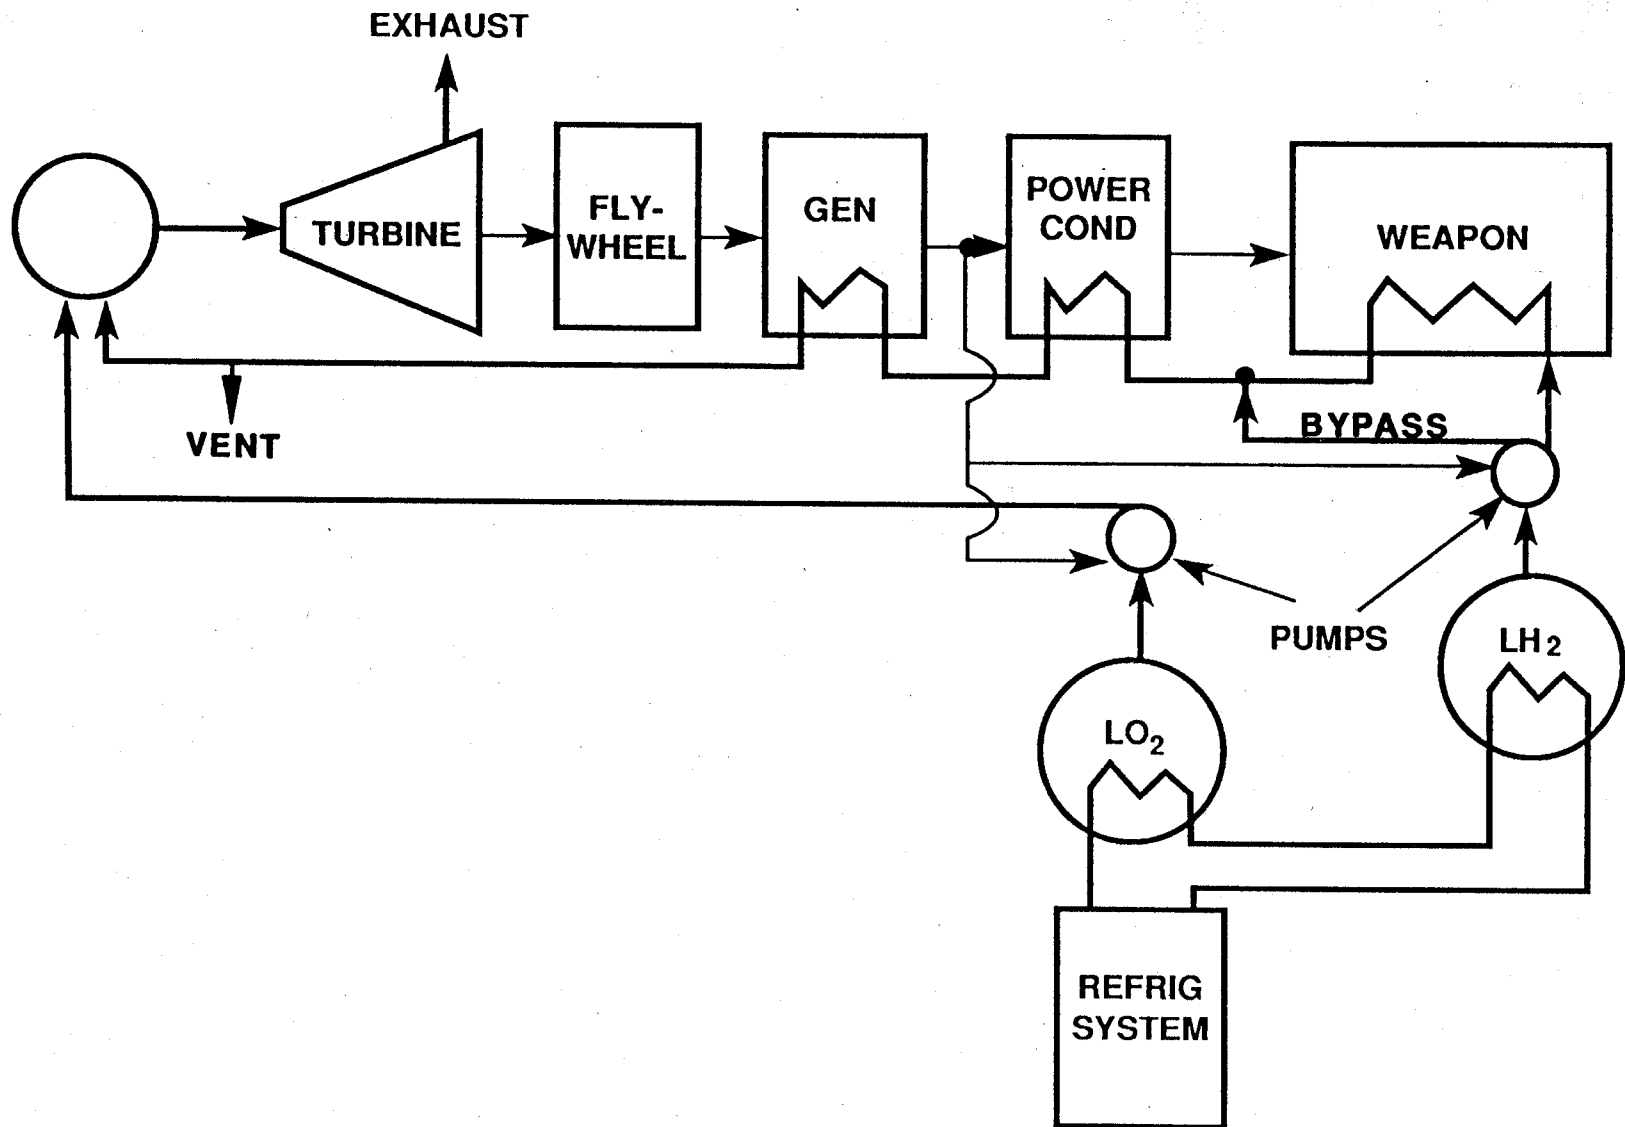 EXHAUST
TURBINE
FLY-
WHEEL
GEN
POWER
COND
WEAPON
VENT
BYPASS
PUMPS
LH2
LO2
REFRIG
SYSTEM